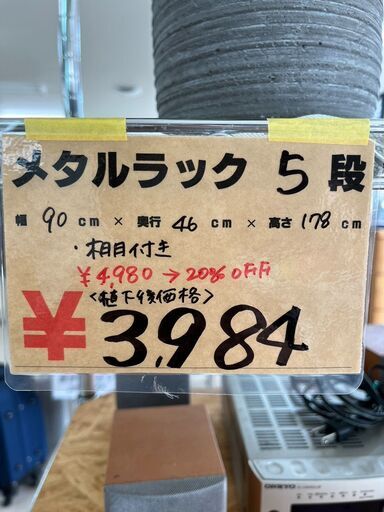 メタルラック 5段
幅 90 cm × 奥行 46 cm × 高さ 178 cm
・棚付き
¥4,980→20%OFF
<値下後価格>
¥3,984
ONKYO